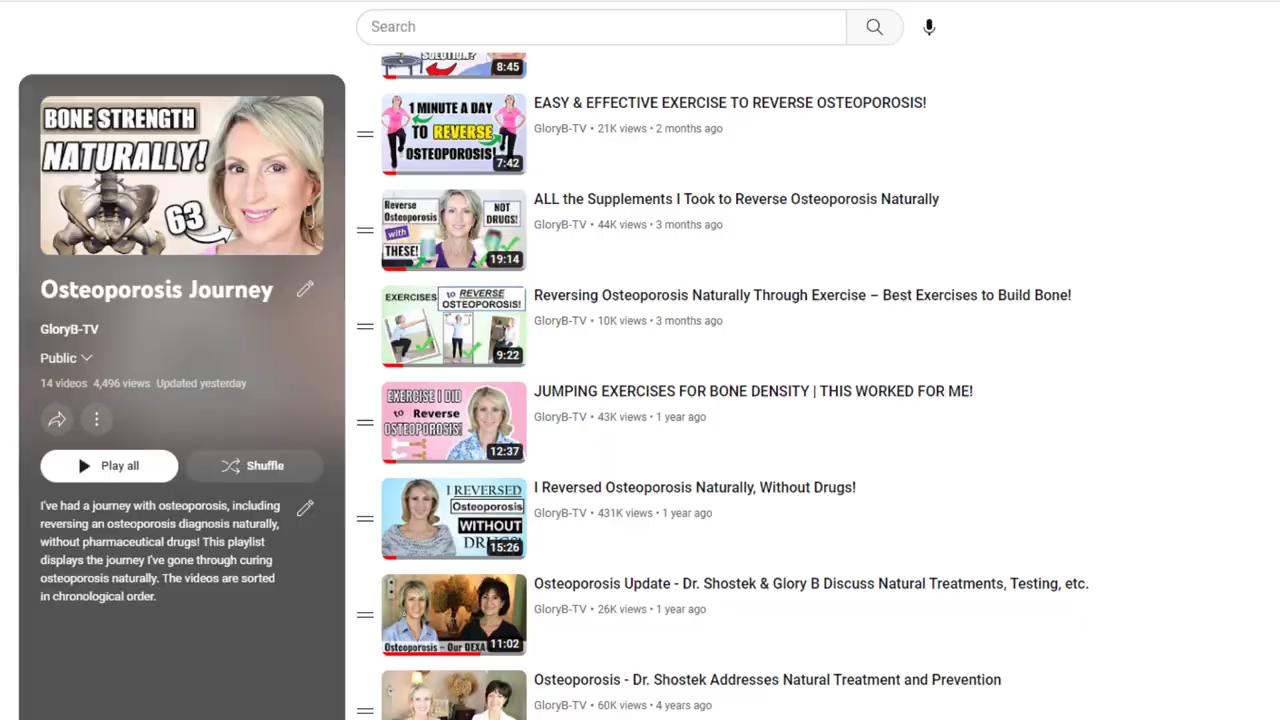 Search
SOLUTION?
8:45
BONE STRENGTH
NATURALLY!
63
Osteoporosis Journey
GloryB-TV
Public
14 videos 4,496 views Updated yesterday
Play all
Shuffle
I've had a journey with osteoporosis, including
reversing an osteoporosis diagnosis naturally,
without pharmaceutical drugs! This playlist
displays the journey I've gone through curing
osteoporosis naturally. The videos are sorted
in chronological order.
1 MINUTE A DAY
TO REVERSE
OSTEOPOROSIS!
7:42
EASY & EFFECTIVE EXERCISE TO REVERSE OSTEOPOROSIS!
GloryB-TV • 21K views • 2 months ago
Reverse
Osteoporosis
with
THESE!
NOT
DRUGS!
19:14
ALL the Supplements I Took to Reverse Osteoporosis Naturally
GloryB-TV • 44K views • 3 months ago
EXERCISES to REVERSE
OSTEOPOROSIS!
9:22
Reversing Osteoporosis Naturally Through Exercise – Best Exercises to Build Bone!
GloryB-TV • 10K views • 3 months ago
EXERCISE I DID
to Reverse
OSTEOPOROSIS!
12:37
JUMPING EXERCISES FOR BONE DENSITY | THIS WORKED FOR ME!
GloryB-TV • 43K views • 1 year ago
I REVERSED
Osteoporosis
WITHOUT
15:26
I Reversed Osteoporosis Naturally, Without Drugs!
GloryB-TV • 431K views • 1 year ago
Osteoporosis – Our DEXA
11:02
Osteoporosis Update - Dr. Shostek & Glory B Discuss Natural Treatments, Testing, etc.
GloryB-TV • 26K views • 1 year ago
Osteoporosis - Dr. Shostek Addresses Natural Treatment and Prevention
GloryB-TV • 60K views • 4 years ago